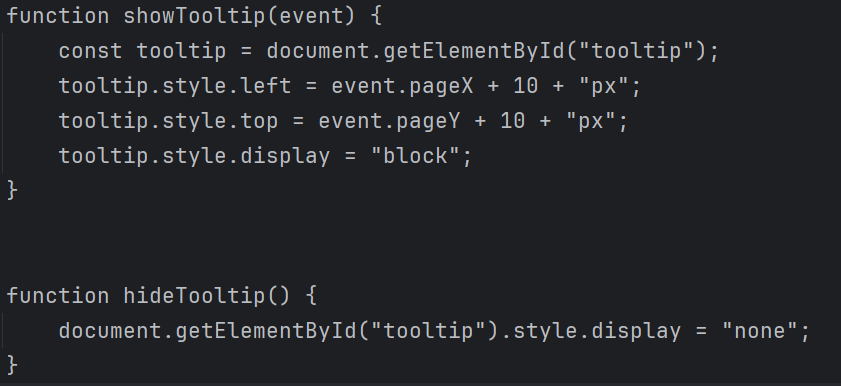 function showTooltip(event) {
    const tooltip = document.getElementById("tooltip");
    tooltip.style.left = event.pageX + 10 + "px";
    tooltip.style.top = event.pageY + 10 + "px";
    tooltip.style.display = "block";
}
function hideTooltip() {
    document.getElementById("tooltip").style.display = "none";
}